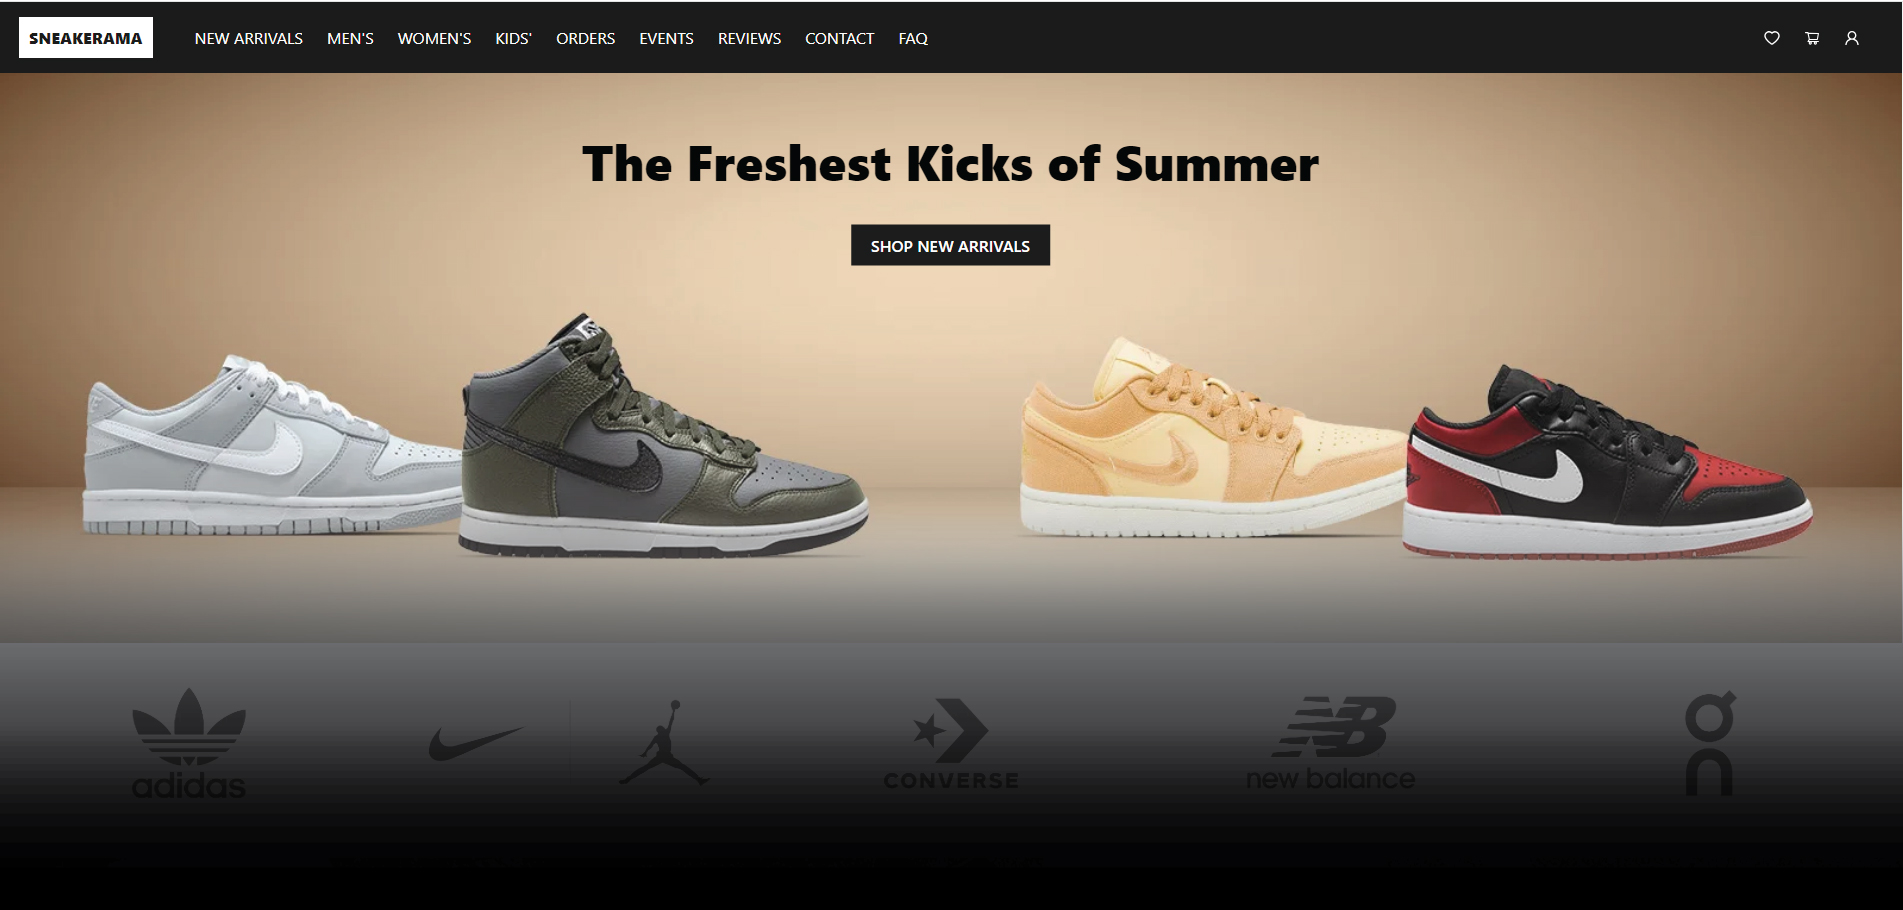 SNEAKERAMA NEW ARRIVALS MEN'S WOMEN'S KIDS' ORDERS EVENTS REVIEWS CONTACT FAQ
The Freshest Kicks of Summer
SHOP NEW ARRIVALS
adidas CONVERSE new balance